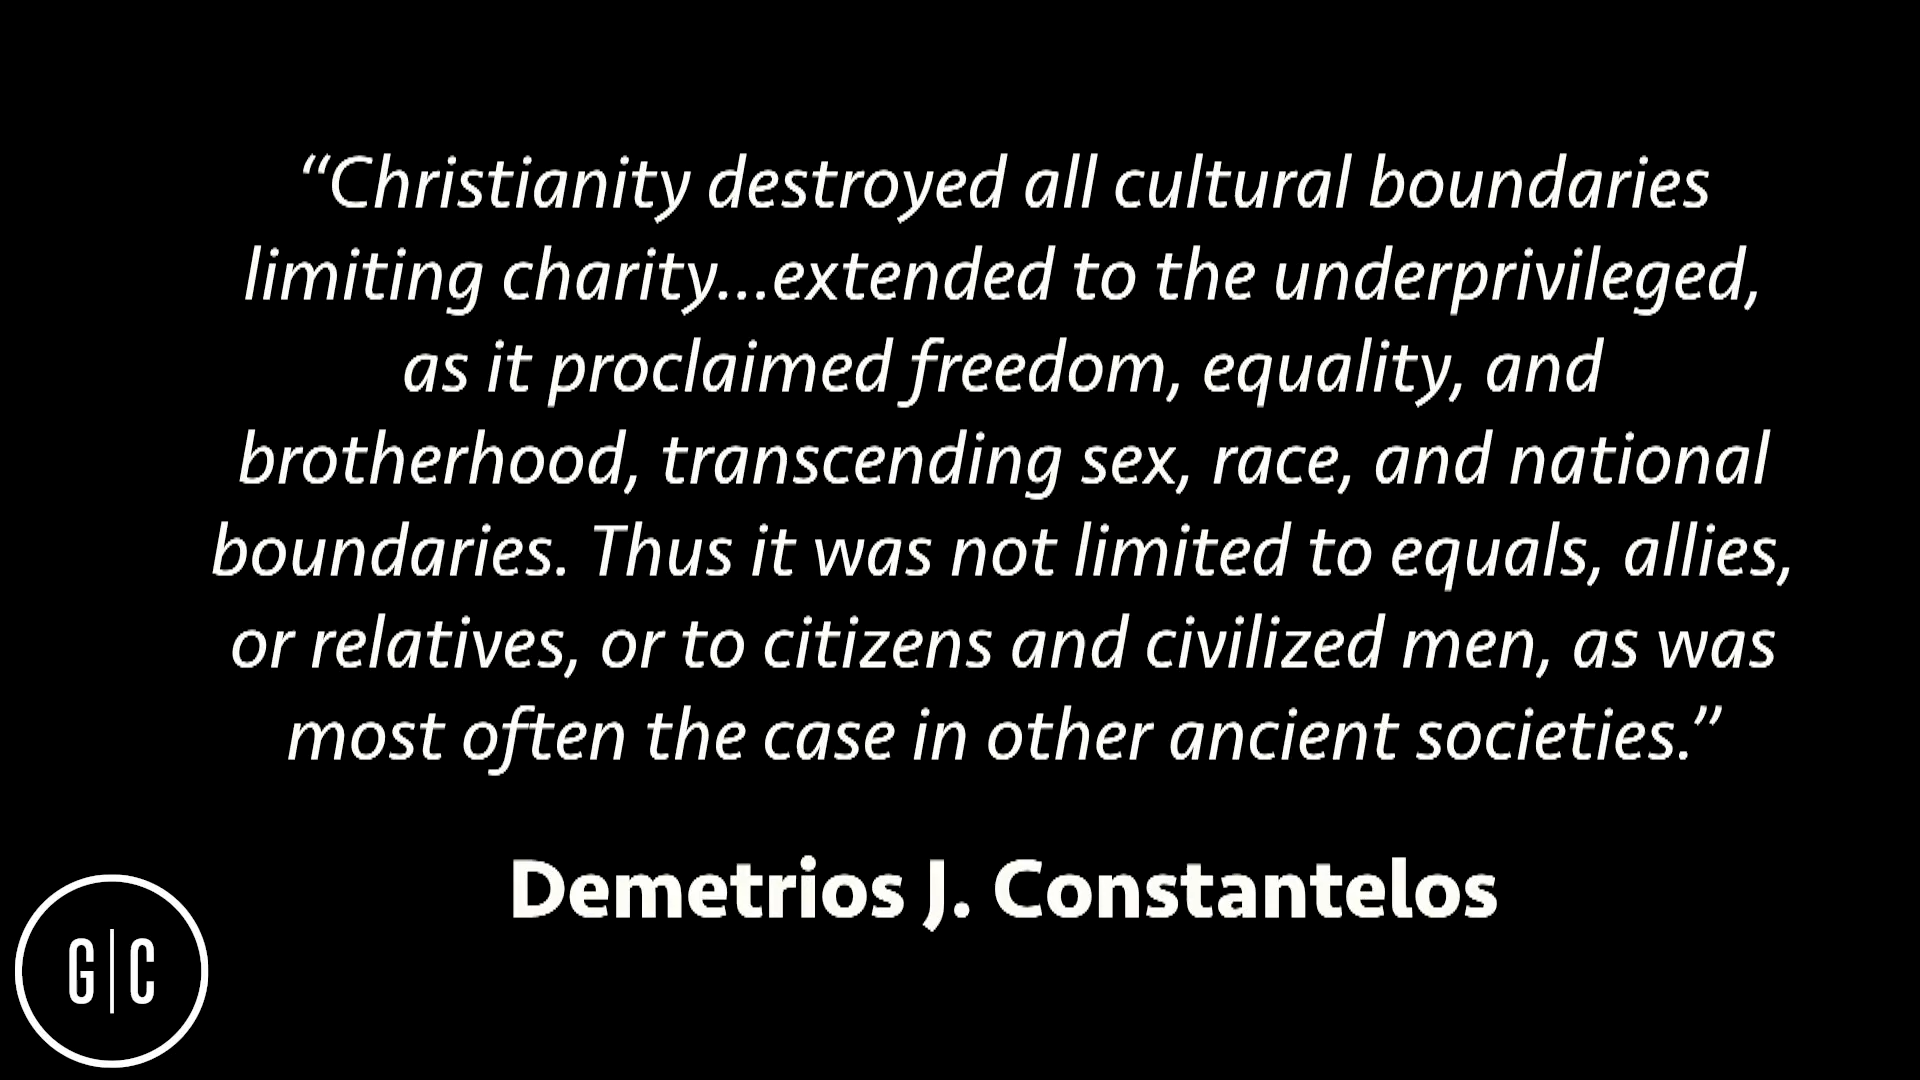 “Christianity destroyed all cultural boundaries
limiting charity...extended to the underprivileged,
as it proclaimed freedom, equality, and
brotherhood, transcending sex, race, and national
boundaries. Thus it was not limited to equals, allies,
or relatives, or to citizens and civilized men, as was
most often the case in other ancient societies.”
Demetrios J. Constantelos
G|C